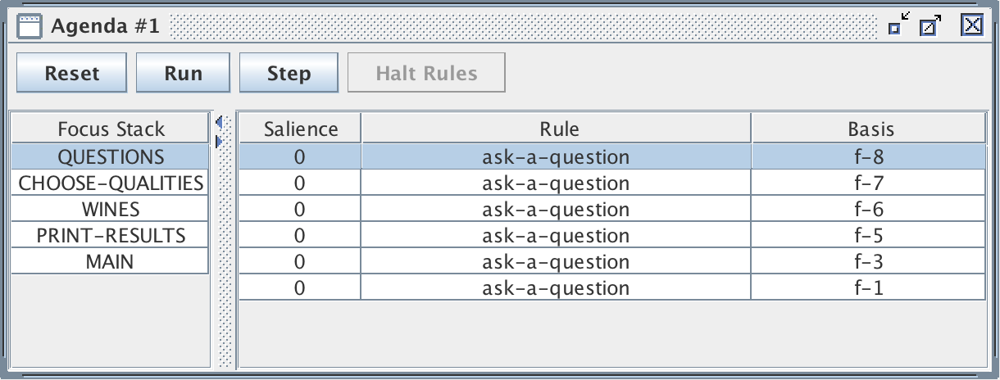 Agenda #1
Reset Run Step Halt Rules
Focus Stack
QUESTIONS
CHOOSE-QUALITIES
WINES
PRINT-RESULTS
MAIN
Salience Rule Basis
0 ask-a-question f-8
0 ask-a-question f-7
0 ask-a-question f-6
0 ask-a-question f-5
0 ask-a-question f-3
0 ask-a-question f-1